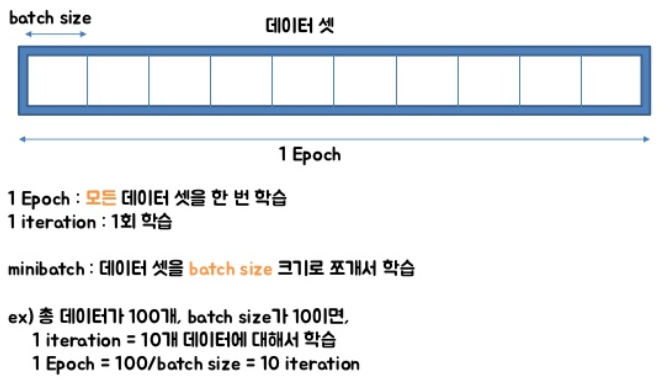 batch size
데이터 셋
1 Epoch
1 Epoch : 모든 데이터 셋을 한 번 학습
1 iteration : 1회 학습
minibatch : 데이터 셋을 batch size 크기로 쪼개서 학습
ex) 총 데이터가 100개, batch size가 10이면,
1 iteration = 10개 데이터에 대해서 학습
1 Epoch = 100/batch size = 10 iteration